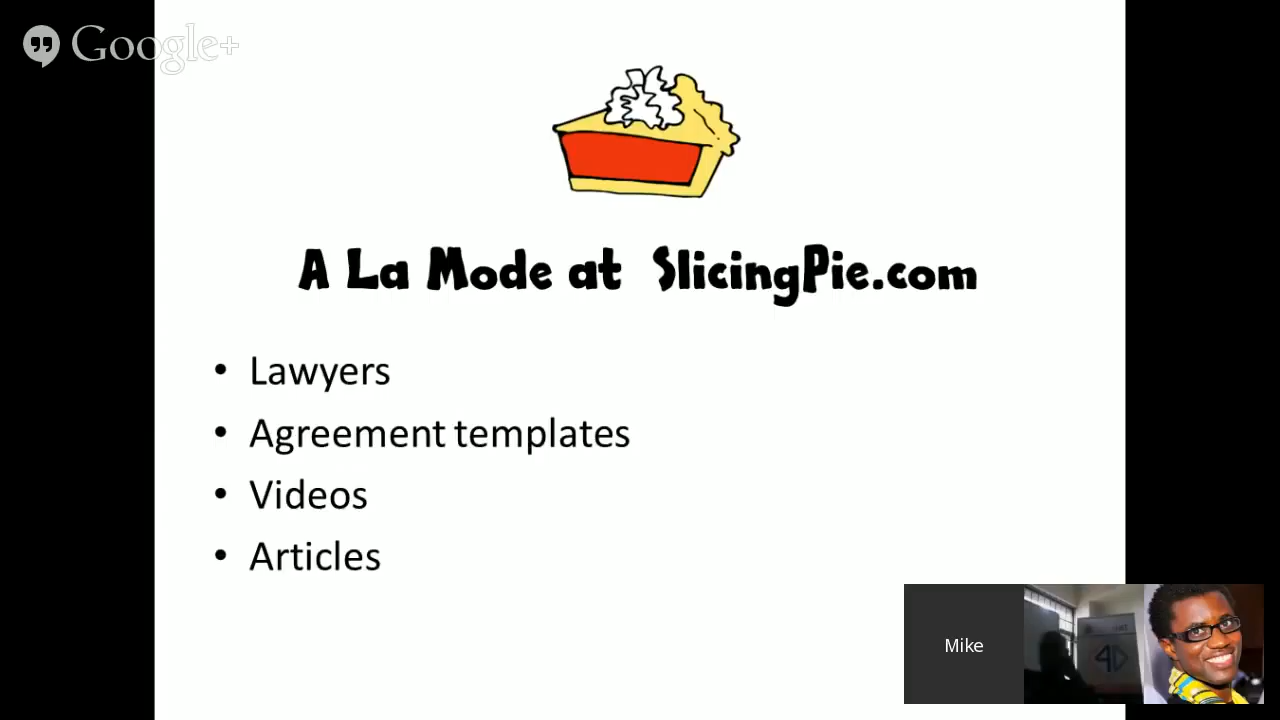 Google+
A La Mode at SlicingPie.com
• Lawyers
• Agreement templates
• Videos
• Articles
Mike